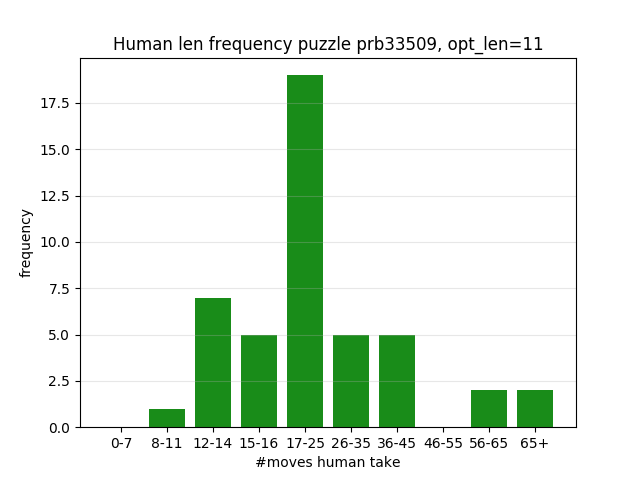 Human len frequency puzzle prb33509, opt_len=11
17.5
15.0
12.5
10.0
7.5
5.0
2.5
0.0
frequency
0-7 8-11 12-14 15-16 17-25 26-35 36-45 46-55 56-65 65+
#moves human take